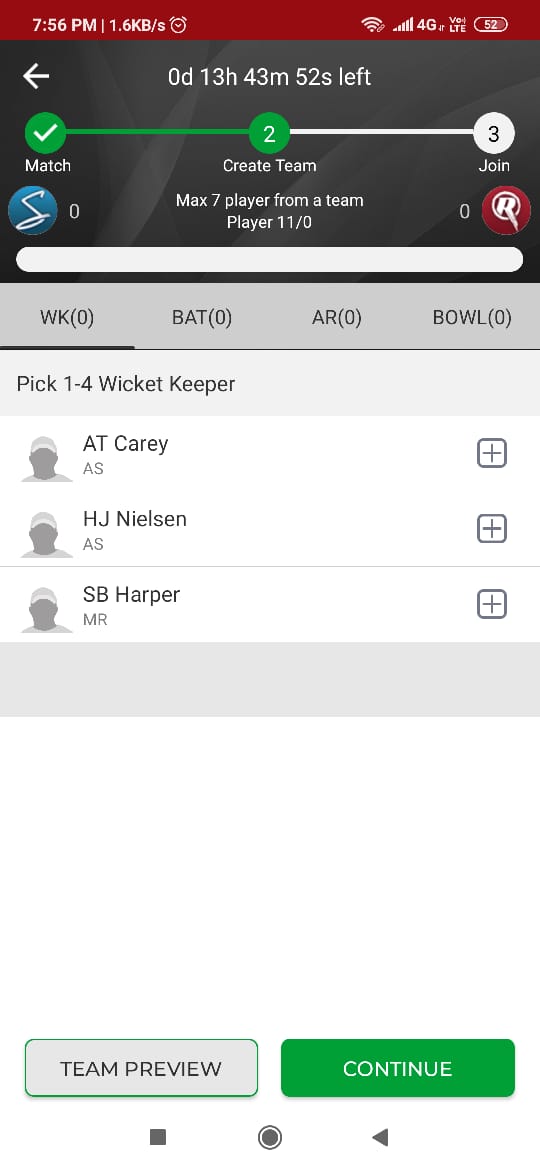 7:56 PM | 1.6KB/s
4G Vo) LTE 52
0d 13h 43m 52s left
2
3
Match
Create Team
Join
0
Max 7 player from a team
Player 11/0
0
WK(0)
BAT(0)
AR(0)
BOWL(0)
Pick 1-4 Wicket Keeper
AT Carey
AS
HJ Nielsen
AS
SB Harper
MR
TEAM PREVIEW
CONTINUE